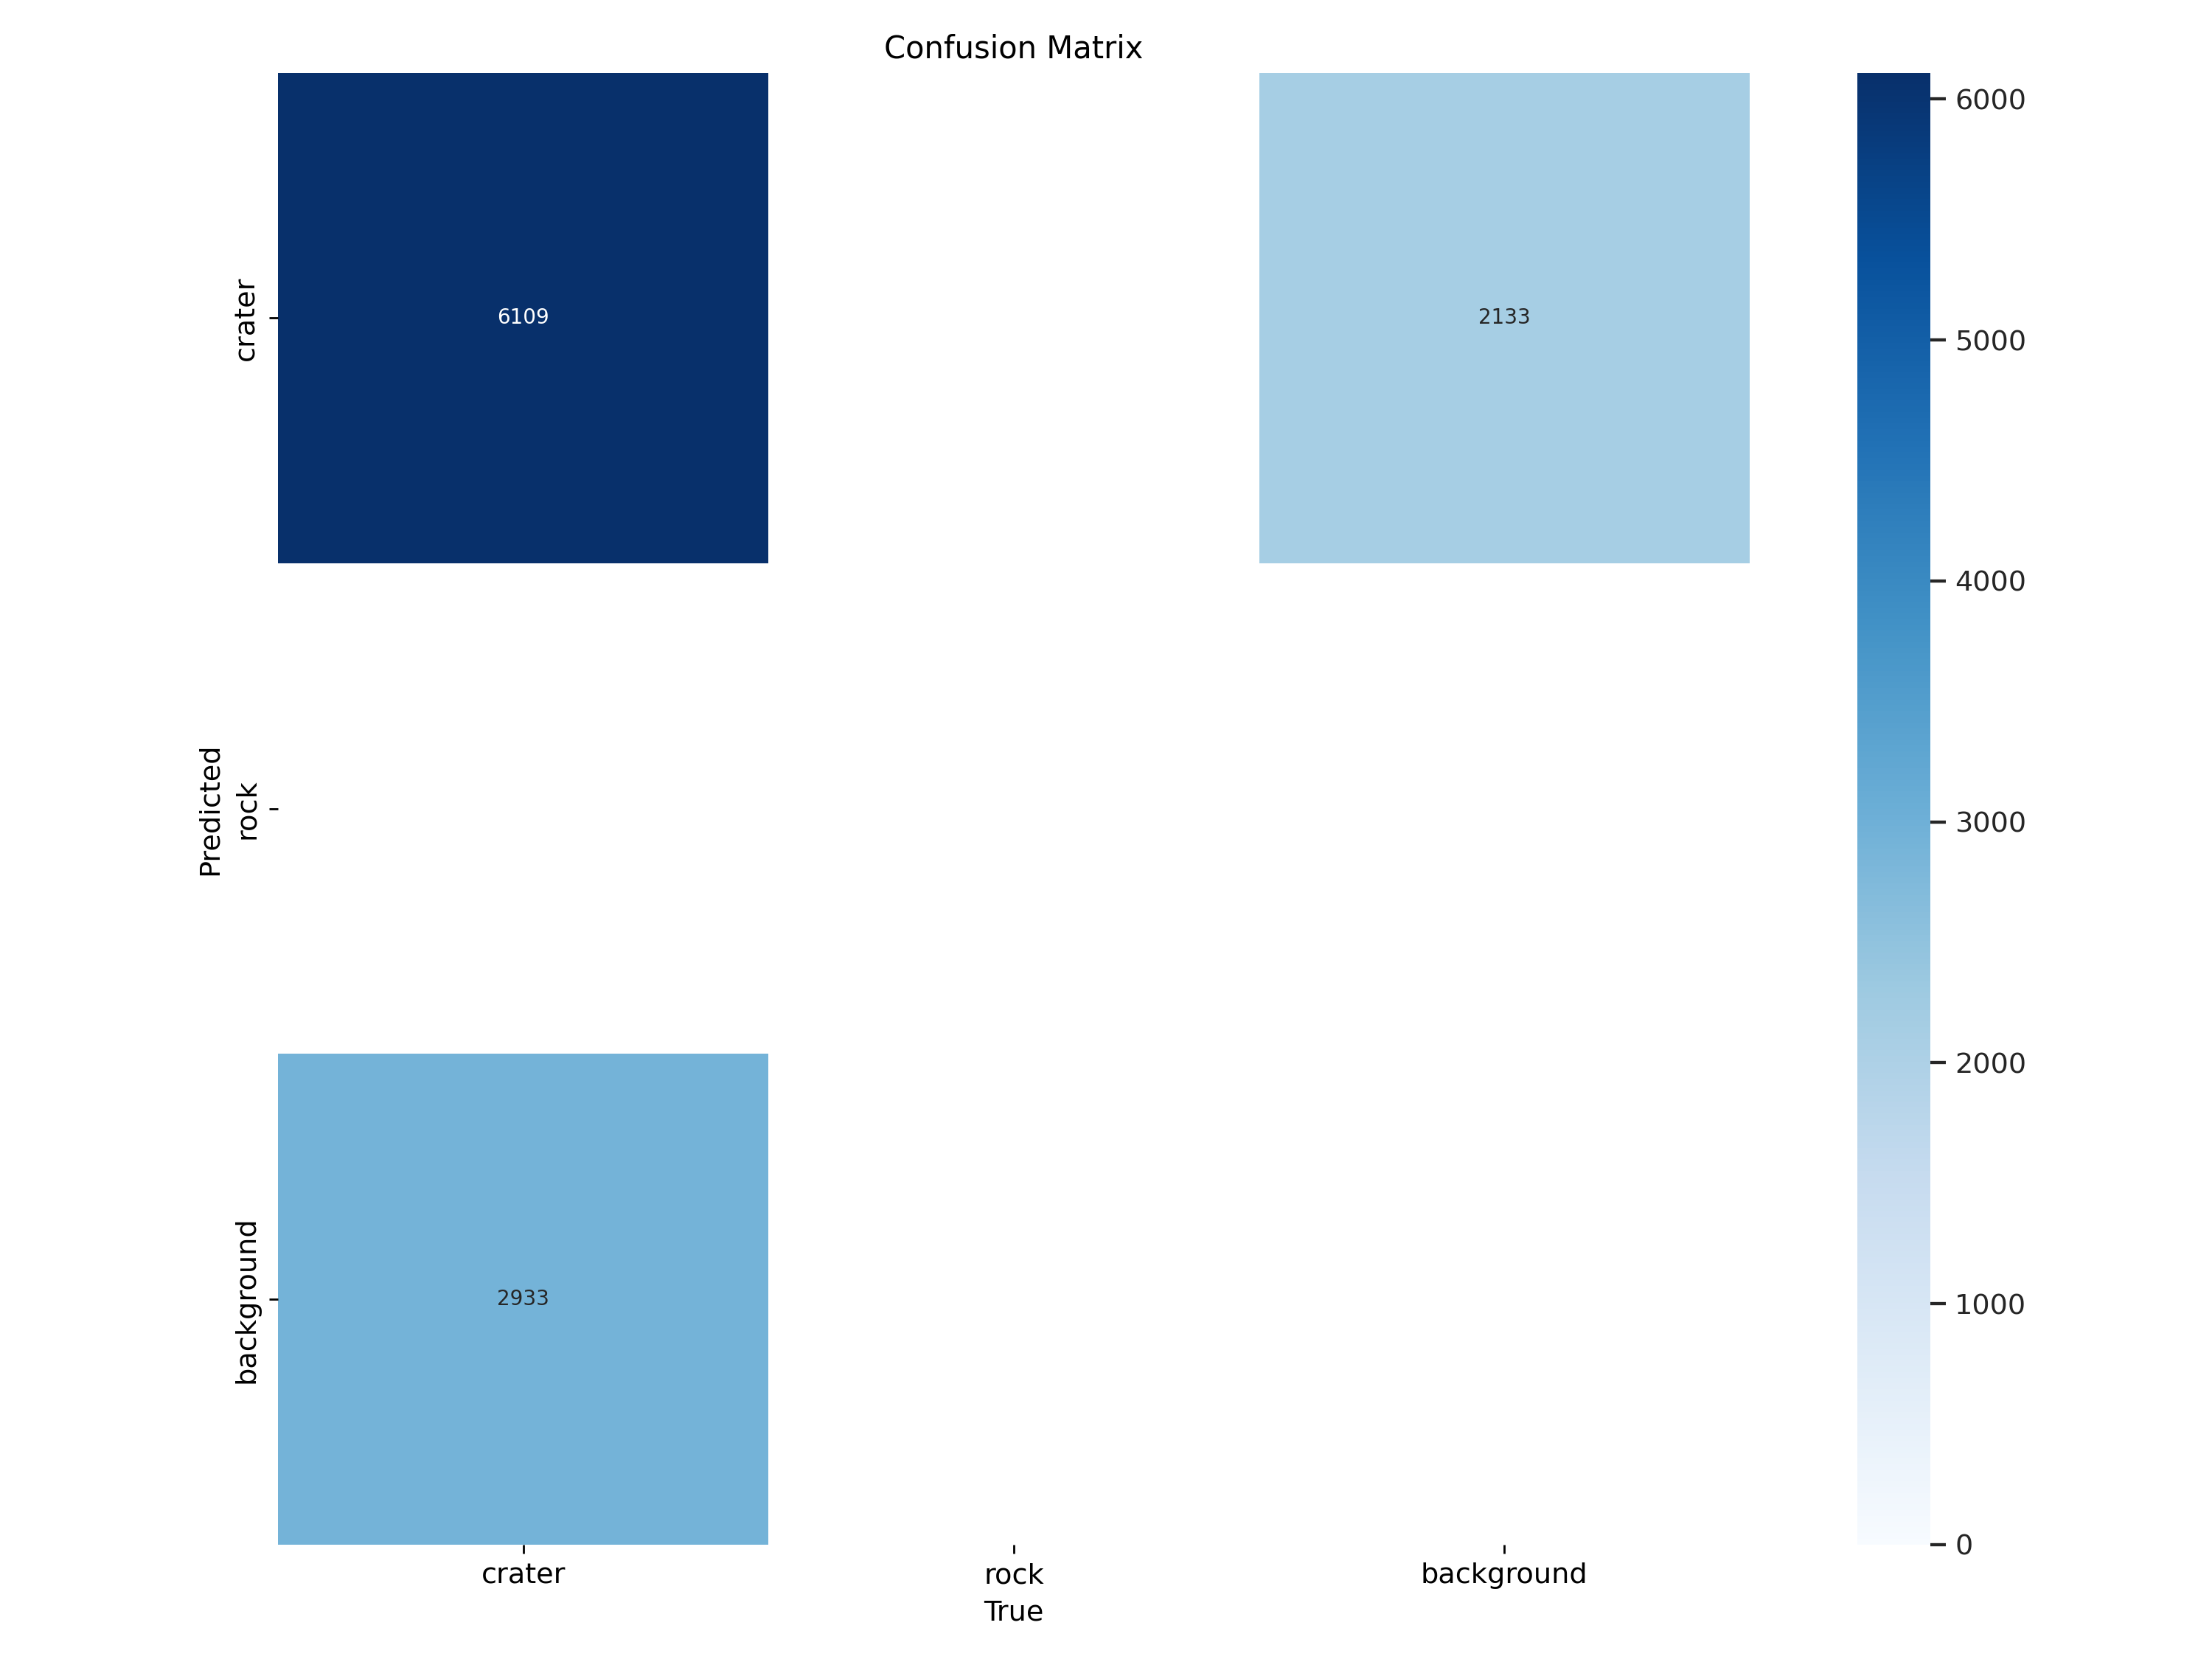 Confusion Matrix
crater
6109
2133
Predicted
rock
background
2933
crater
rock
background
True
6000
5000
4000
3000
2000
1000
0